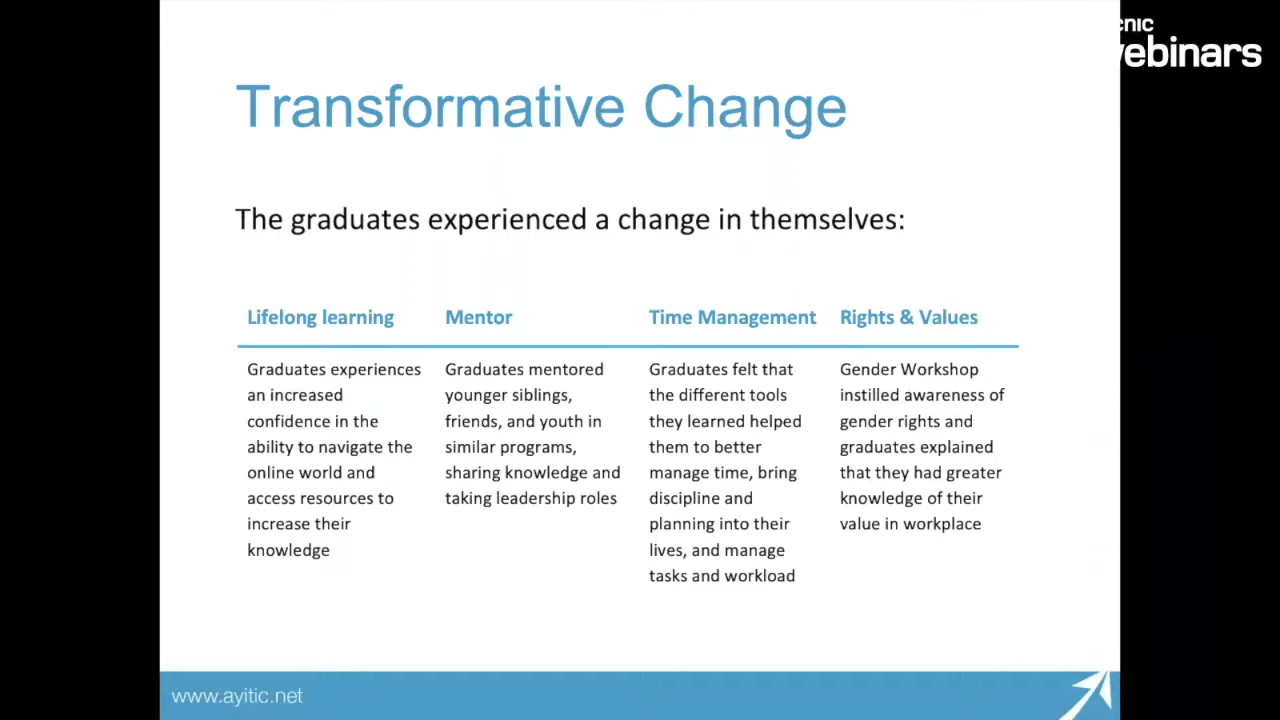 cnic
webinars
Transformative Change
The graduates experienced a change in themselves:
Lifelong learning
Graduates experiences
an increased
confidence in the
ability to navigate the
online world and
access resources to
increase their
knowledge
Mentor
Graduates mentored
younger siblings,
friends, and youth in
similar programs,
sharing knowledge and
taking leadership roles
Time Management
Graduates felt that
the different tools
they learned helped
them to better
manage time, bring
discipline and
planning into their
lives, and manage
tasks and workload
Rights & Values
Gender Workshop
instilled awareness of
gender rights and
graduates explained
that they had greater
knowledge of their
value in workplace
www.ayitic.net